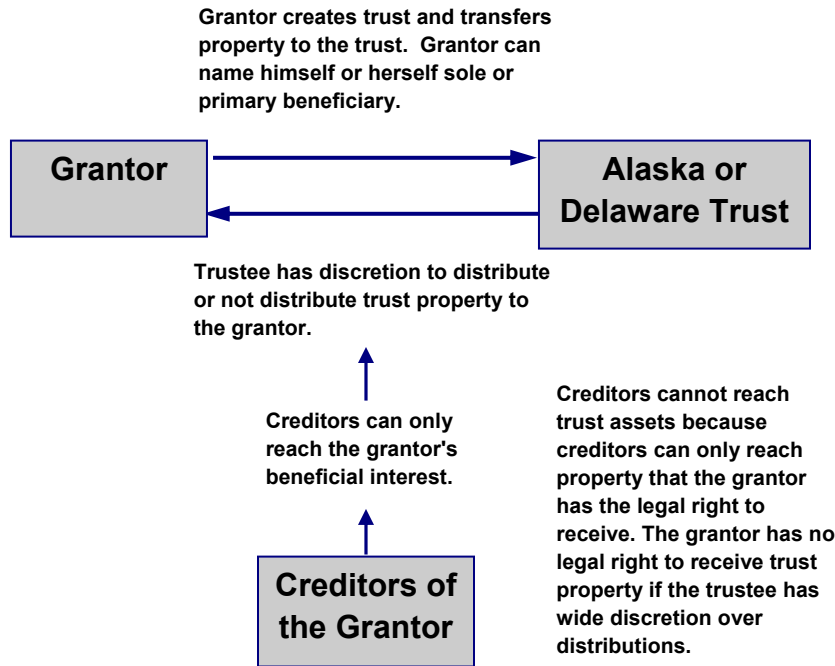 Grantor creates trust and transfers
property to the trust.  Grantor can
name himself or herself sole or
primary beneficiary.
Grantor
Alaska or
Delaware Trust
Trustee has discretion to distribute
or not distribute trust property to
the grantor.
Creditors can only
reach the grantor's
beneficial interest.
Creditors cannot reach
trust assets because
creditors can only reach
property that the grantor
has the legal right to
receive. The grantor has no
legal right to receive trust
property if the trustee has
wide discretion over
distributions.
Creditors of
the Grantor